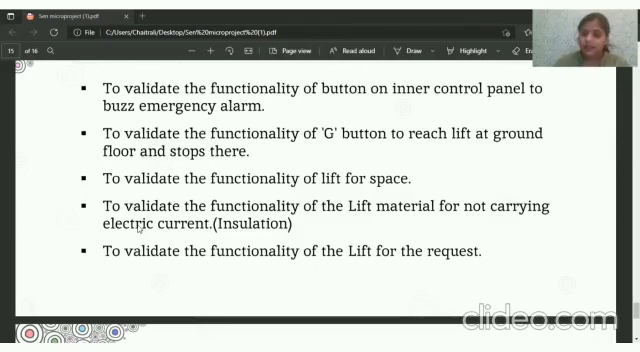 Sen microproject (1).pdf
File | C:/Users/Chaitrali/Desktop/Sen%20microproject%20(1).pdf
15 of 16
Page view
Read aloud
Draw
Highlight
▪ To validate the functionality of button on inner control panel to
buzz emergency alarm.
▪ To validate the functionality of 'G' button to reach lift at ground
floor and stops there.
▪ To validate the functionality of lift for space.
▪ To validate the functionality of the Lift material for not carrying
electric current.(Insulation)
▪ To validate the functionality of the Lift for the request.
clideo.com